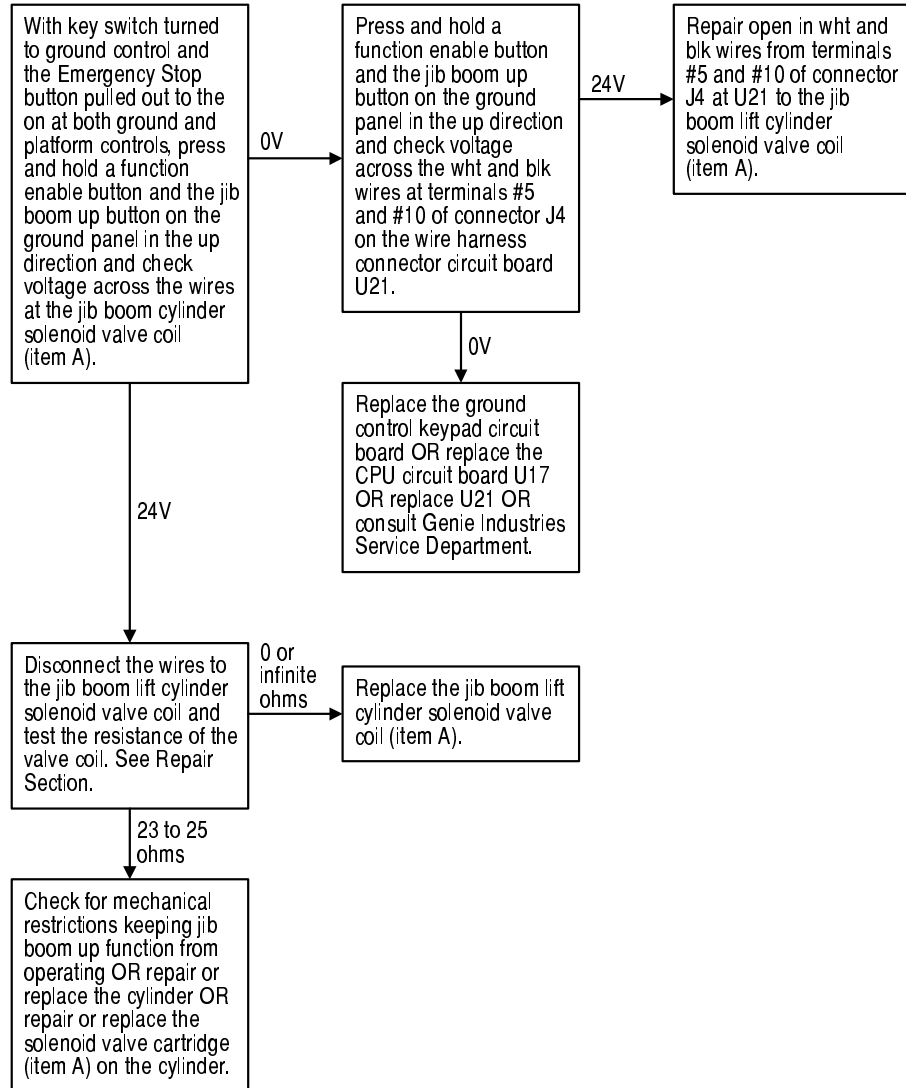 With key switch turned
to ground control and
the Emergency Stop
button pulled out to the
on at both ground and
platform controls, press
and hold a function
enable button and the jib
boom up button on the
ground panel in the up
direction and check
voltage across the wires
at the jib boom cylinder
solenoid valve coil
(item A).
0V
Press and hold a
function enable button
and the jib boom up
button on the ground
panel in the up direction
and check voltage
across the wht and blk
wires at terminals #5
and #10 of connector J4
on the wire harness
connector circuit board
U21.
24V
Repair open in wht and
blk wires from terminals
#5 and #10 of connector
J4 at U21 to the jib
boom lift cylinder
solenoid valve coil
(item A).
0V
Replace the ground
control keypad circuit
board OR replace the
CPU circuit board U17
OR replace U21 OR
consult Genie Industries
Service Department.
24V
Disconnect the wires to
the jib boom lift cylinder
solenoid valve coil and
test the resistance of the
valve coil. See Repair
Section.
0 or
infinite
ohms
Replace the jib boom lift
cylinder solenoid valve
coil (item A).
23 to 25
ohms
Check for mechanical
restrictions keeping jib
boom up function from
operating OR repair or
replace the cylinder OR
repair or replace the
solenoid valve cartridge
(item A) on the cylinder.